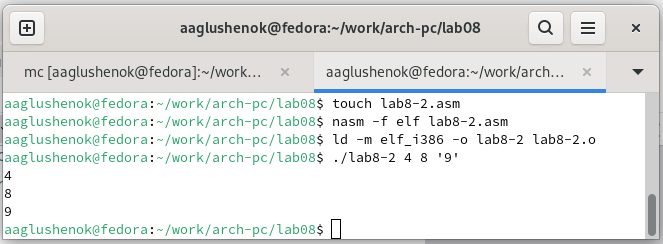 aaglushenok@fedora:~/work/arch-pc/lab08
mc [aaglushenok@fedora]:~/work...
aaglushenok@fedora:~/work/arch...
aaglushenok@fedora:~/work/arch-pc/lab08$ touch lab8-2.asm
aaglushenok@fedora:~/work/arch-pc/lab08$ nasm -f elf lab8-2.asm
aaglushenok@fedora:~/work/arch-pc/lab08$ ld -m elf_i386 -o lab8-2 lab8-2.o
aaglushenok@fedora:~/work/arch-pc/lab08$ ./lab8-2 4 8 '9'
4
8
9
aaglushenok@fedora:~/work/arch-pc/lab08$